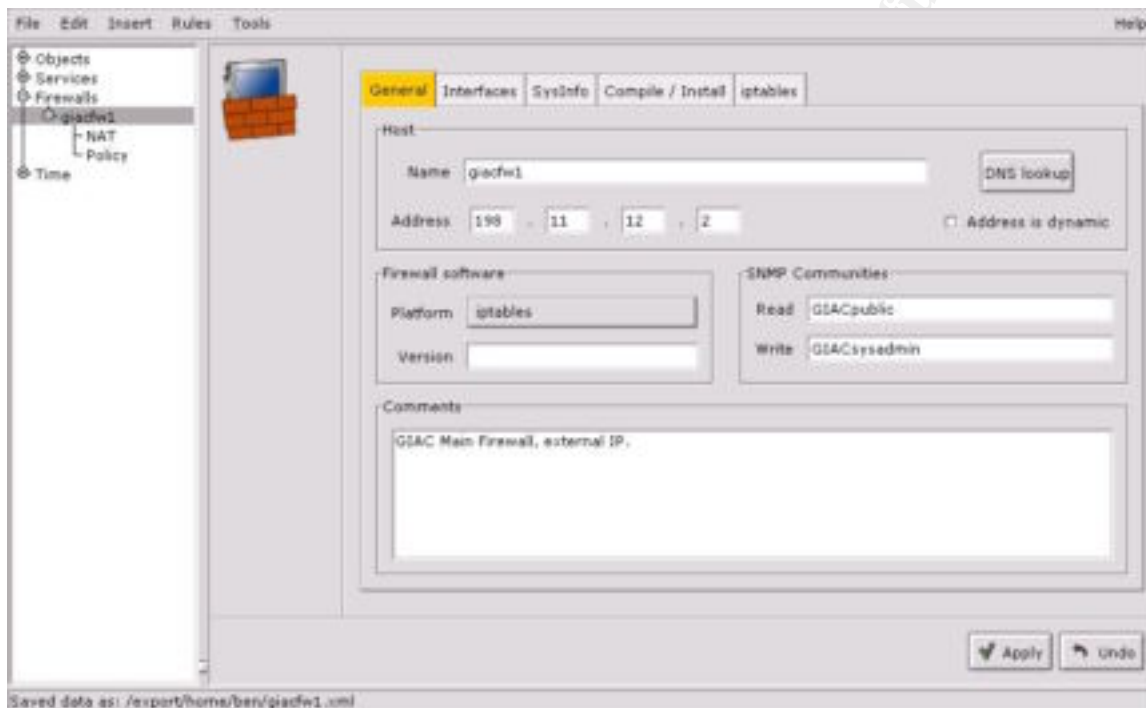 File Edit Insert Rules Tools Help
Objects
Services
Firewalls
giacfw1
NAT
Policy
Time
General Interfaces SysInfo Compile / Install iptables
Host
Name giacfw1 DNS lookup
Address 198 . 11 . 12 . 2 Address is dynamic
Firewall software
Platform iptables
Version
SNMP Communities
Read GIACpublic
Write GIACsysadmin
Comments
GIAC Main Firewall, external IP.
Apply Undo
Saved data as: /export/home/ben/giacfw1.xml